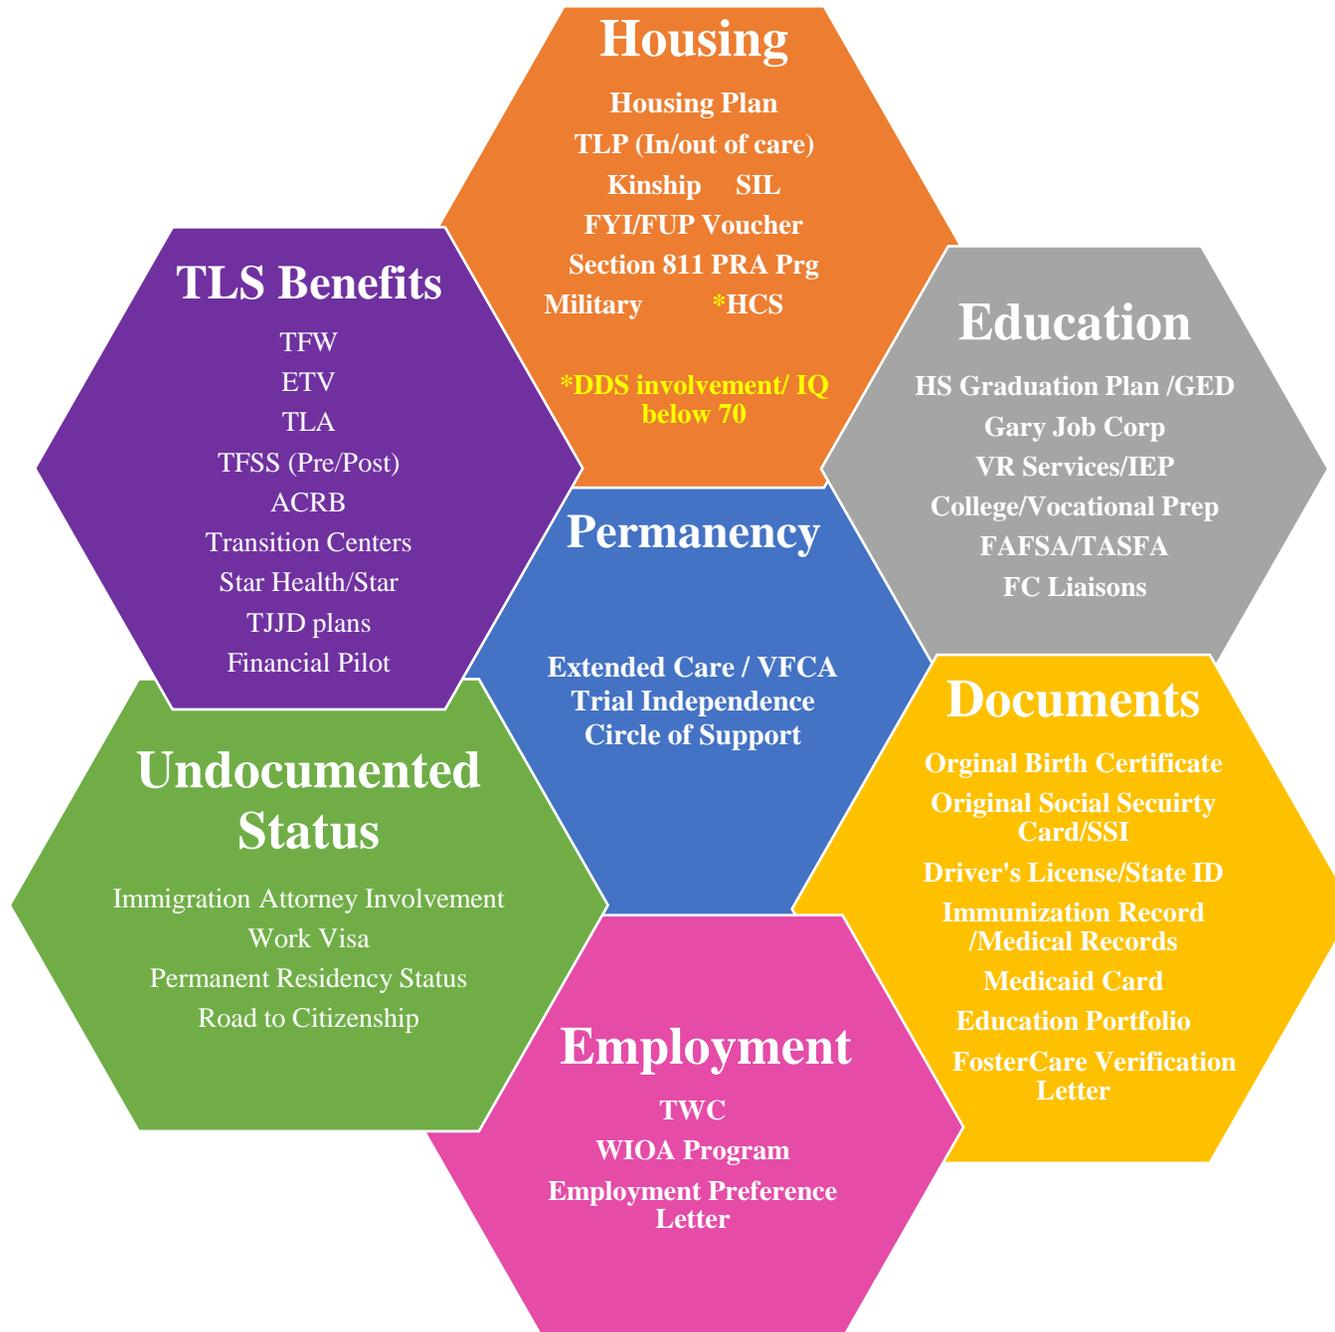 Housing
Housing Plan
TLP (In/out of care)
Kinship SIL
FYI/FUP Voucher
Section 811 PRA Prg
Military *HCS
*DDS involvement/ IQ
below 70
TLS Benefits
TFW
ETV
TLA
TFSS (Pre/Post)
ACRB
Transition Centers
Star Health/Star
TJJD plans
Financial Pilot
Education
HS Graduation Plan /GED
Gary Job Corp
VR Services/IEP
College/Vocational Prep
FAFSA/TASFA
FC Liaisons
Permanency
Extended Care / VFCA
Trial Independence
Circle of Support
Undocumented
Status
Immigration Attorney Involvement
Work Visa
Permanent Residency Status
Road to Citizenship
Documents
Orginal Birth Certificate
Original Social Secuirty
Card/SSI
Driver's License/State ID
Immunization Record
/Medical Records
Medicaid Card
Education Portfolio
FosterCare Verification
Letter
Employment
TWC
WIOA Program
Employment Preference
Letter